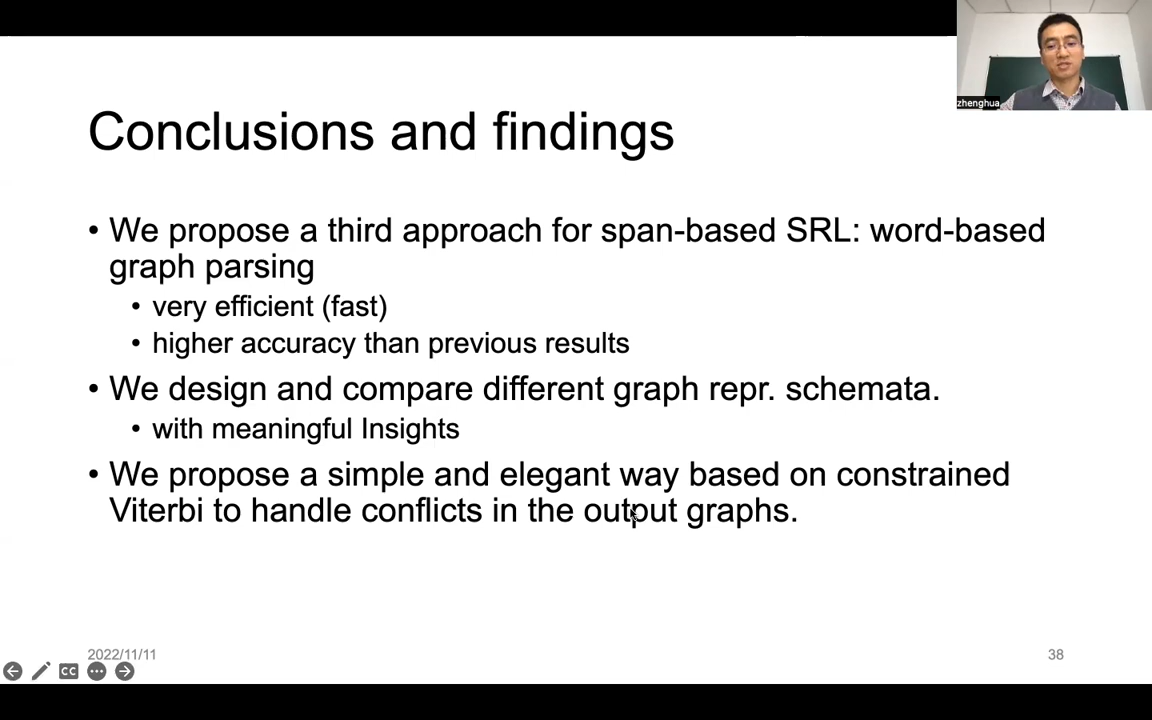 zhenghua
Conclusions and findings
• We propose a third approach for span-based SRL: word-based
graph parsing
• very efficient (fast)
• higher accuracy than previous results
• We design and compare different graph repr. schemata.
• with meaningful Insights
• We propose a simple and elegant way based on constrained
Viterbi to handle conflicts in the output graphs.
2022/11/11
38
CC